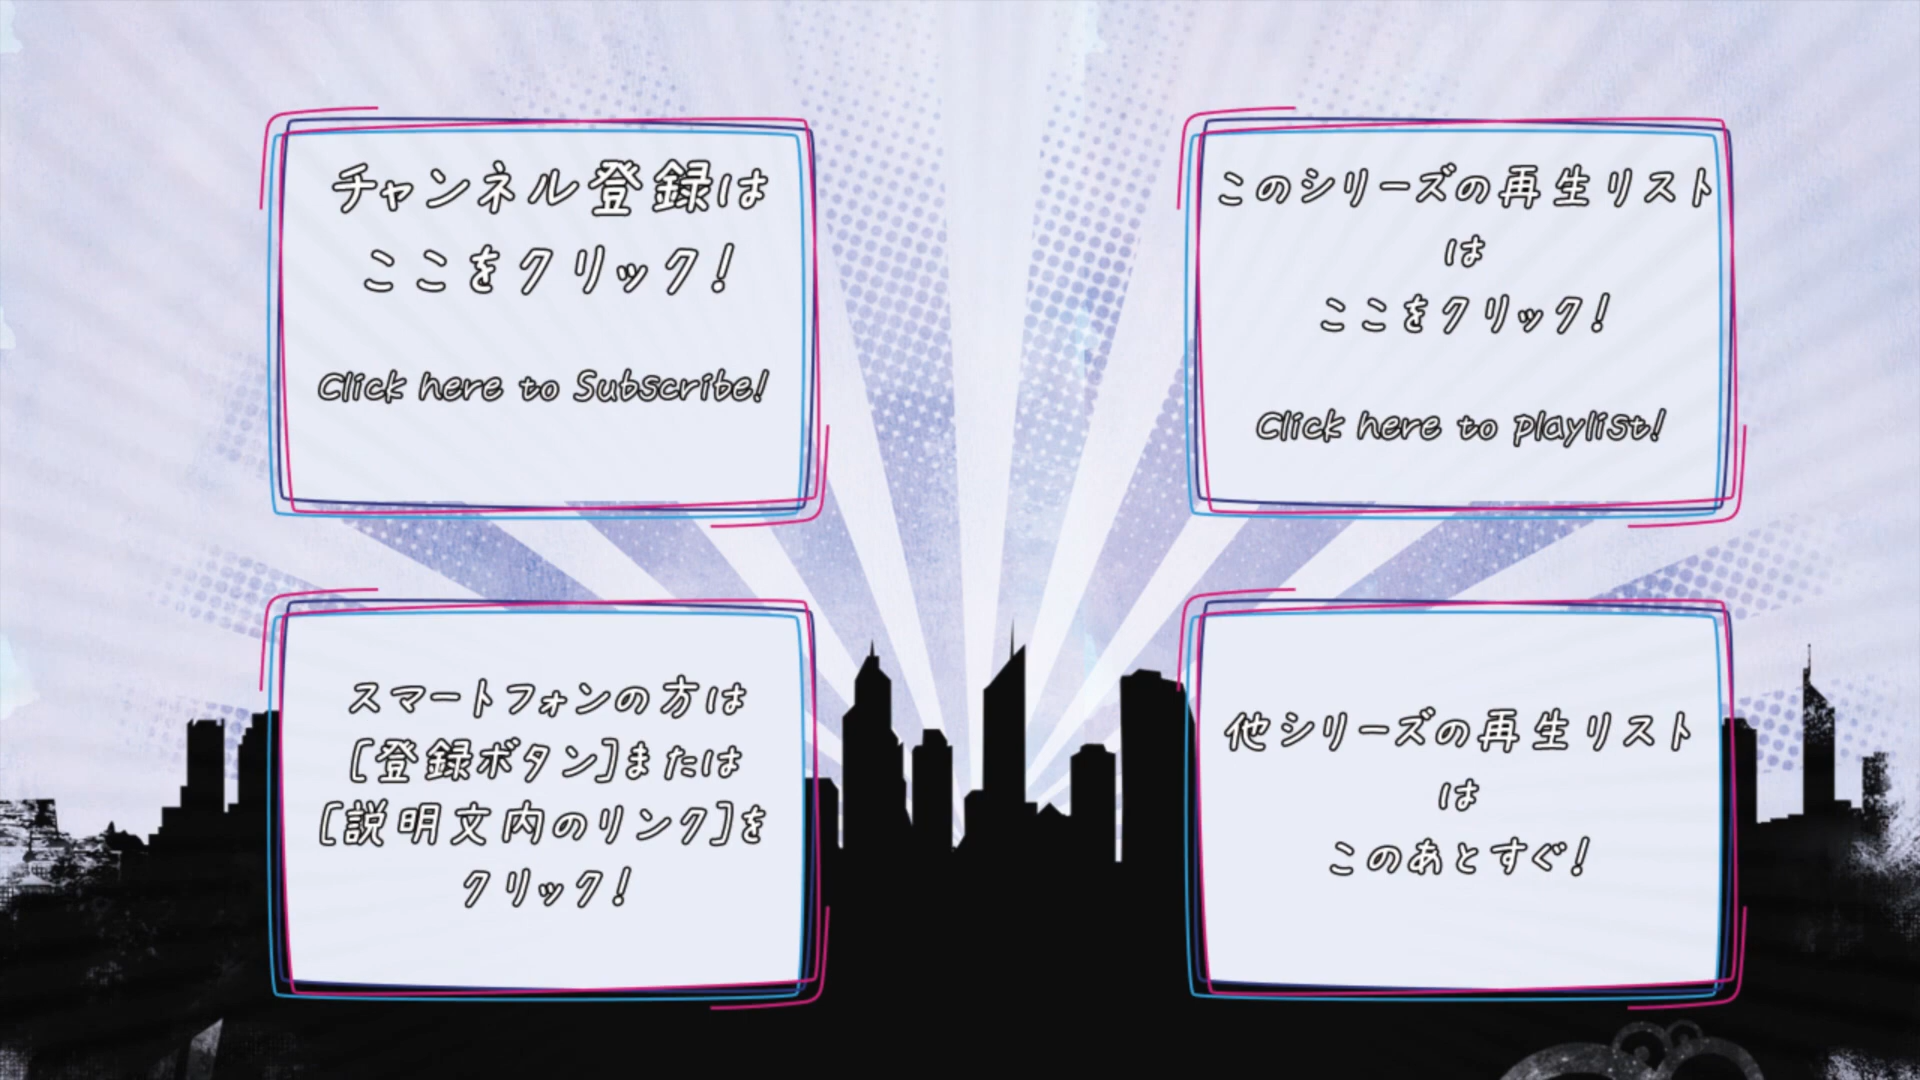 チャンネル登録は
ここをクリック!
Click here to Subscribe!
このシリーズの再生リスト
は
ここをクリック!
Click here to playlist!
スマートフォンの方は
[登録ボタン]または
[説明文内のリンク]を
クリック!
他シリーズの再生リスト
は
このあとすぐ!